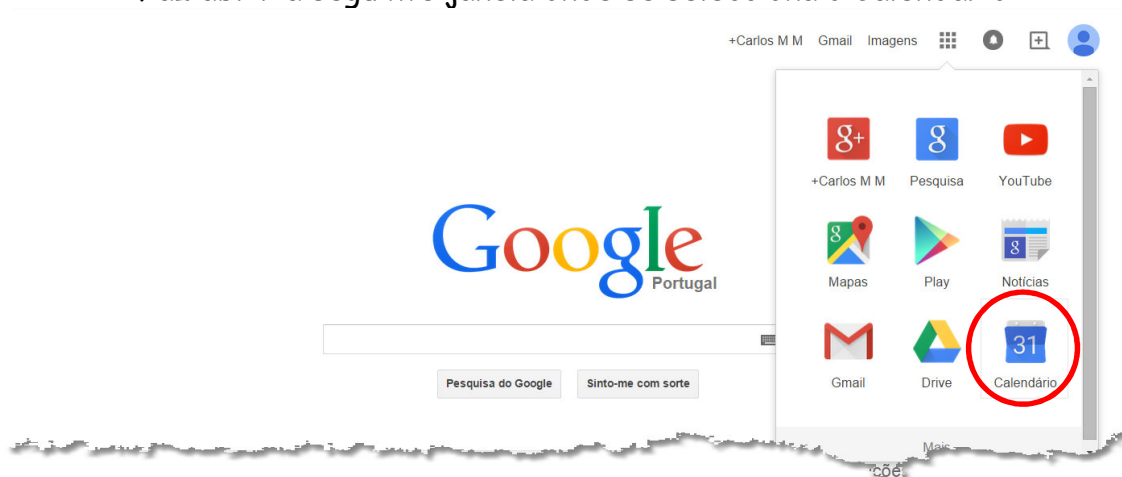 +Carlos M M Gmail Imagens
g+ g
+Carlos M M Pesquisa YouTube
g g
Mapas Play Notícias
31
Gmail Drive Calendário
Mais
Google
Portugal
Pesquisa do Google Sinto-me com sorte